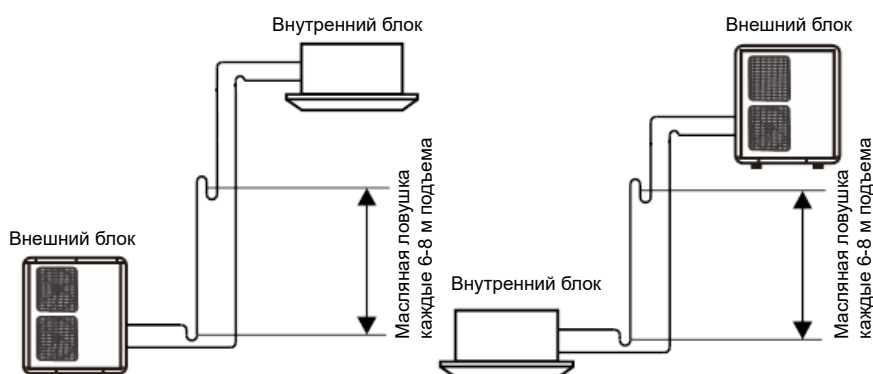 Внутренний блок
Внешний блок
Масляная ловушка
каждые 6-8 м подъема
Внешний блок
Внутренний блок
Масляная ловушка
каждые 6-8 м подъема